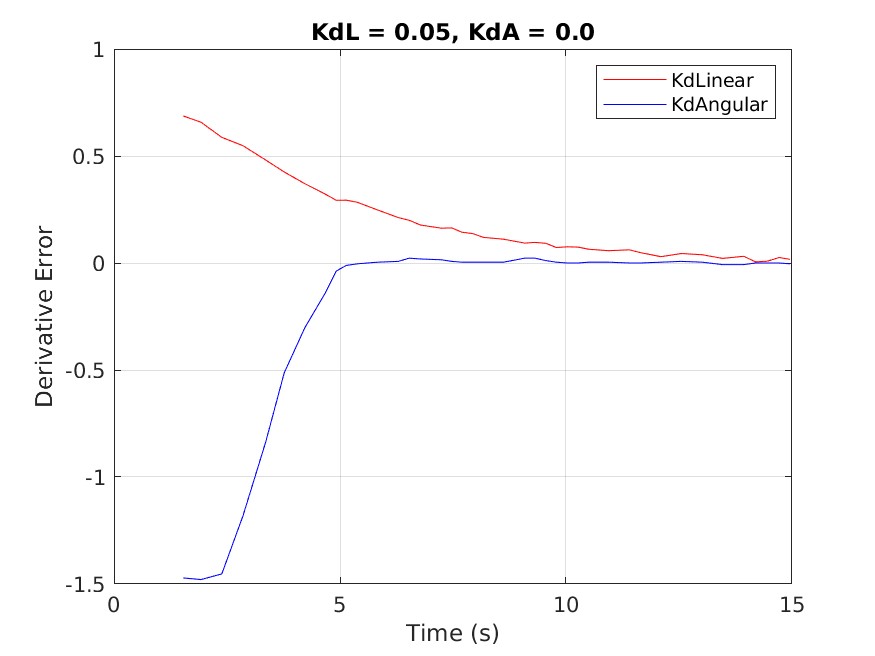 KdL = 0.05, KdA = 0.0
1
KdLinear
KdAngular
0.5
0
-0.5
-1
-1.5
Derivative Error
0 5 10 15
Time (s)